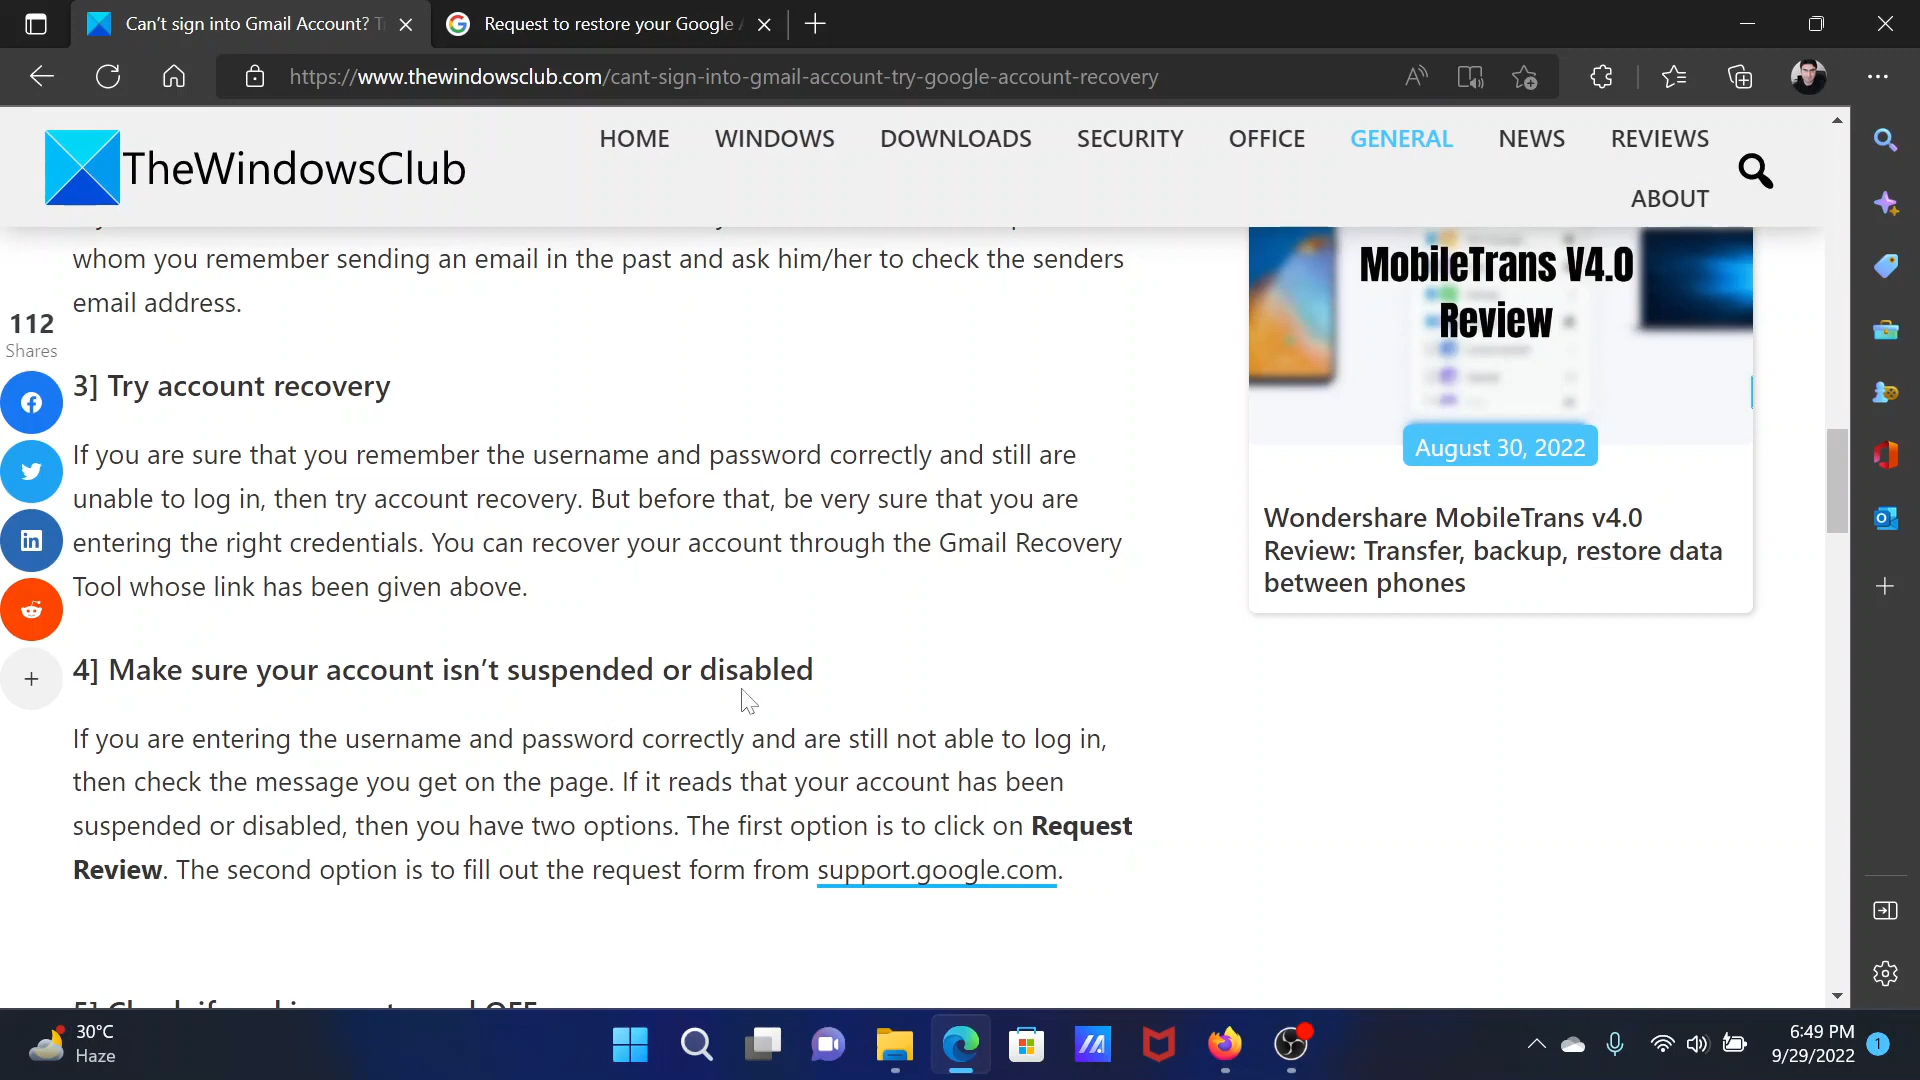 Can't sign into Gmail Account? T
Request to restore your Google
https://www.thewindowsclub.com/cant-sign-into-gmail-account-try-google-account-recovery
TheWindowsClub
HOME
WINDOWS
DOWNLOADS
SECURITY
OFFICE
GENERAL
NEWS
REVIEWS
ABOUT
whom you remember sending an email in the past and ask him/her to check the senders
email address.
112
Shares
3] Try account recovery
If you are sure that you remember the username and password correctly and still are
unable to log in, then try account recovery. But before that, be very sure that you are
entering the right credentials. You can recover your account through the Gmail Recovery
Tool whose link has been given above.
4] Make sure your account isn't suspended or disabled
If you are entering the username and password correctly and are still not able to log in,
then check the message you get on the page. If it reads that your account has been
suspended or disabled, then you have two options. The first option is to click on Request
Review. The second option is to fill out the request form from support.google.com.
MobileTrans V4.0
Review
August 30, 2022
Wondershare MobileTrans v4.0
Review: Transfer, backup, restore data
between phones
30°C
Haze
6:49 PM
9/29/2022
1